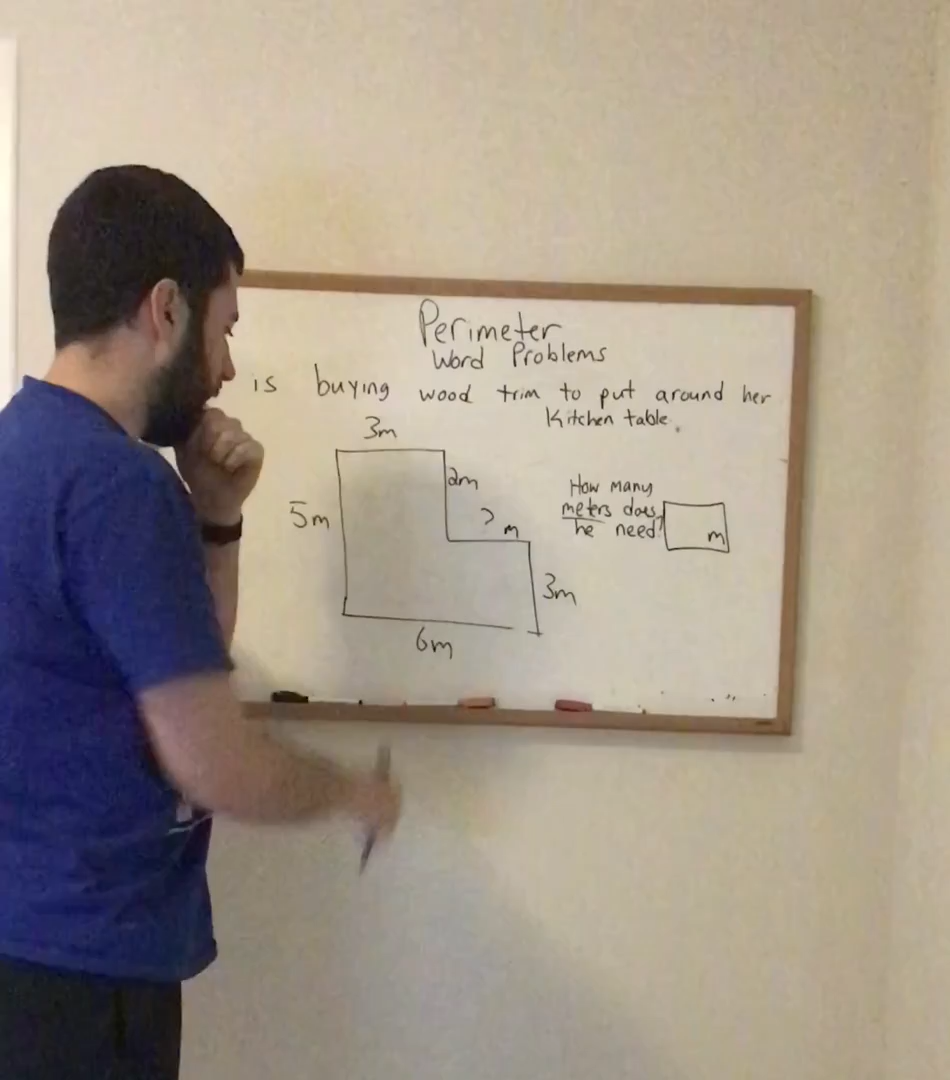 Perimeter
Word Problems
is buying wood trim to put around her
Kitchen table.
3m
2m
5m
? m
3m
6m
How many
meters does
he need?
m